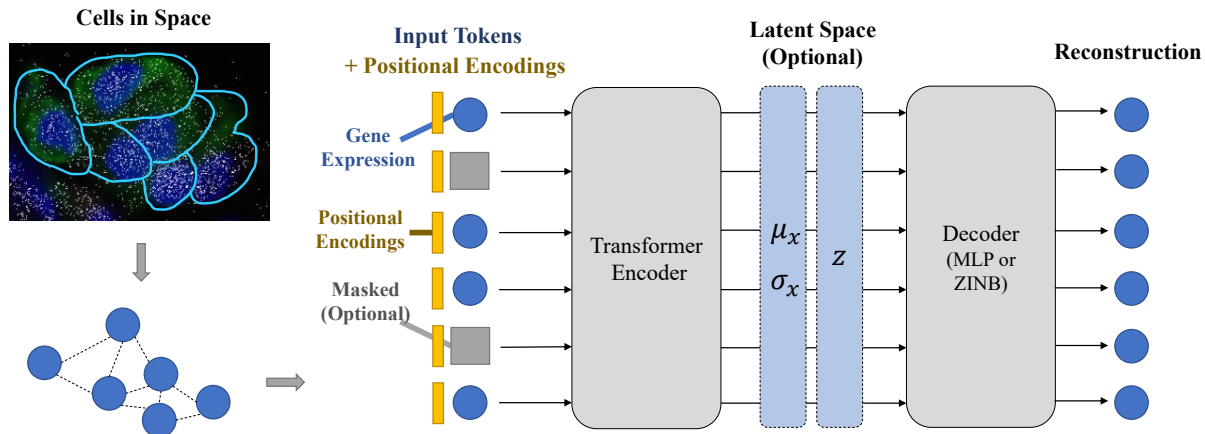 Cells in Space
Input Tokens
+ Positional Encodings
Gene
Expression
Positional
Encodings
Masked
(Optional)
Transformer
Encoder
Latent Space
(Optional)
μx
σx
z
Decoder
(MLP or
ZINB)
Reconstruction